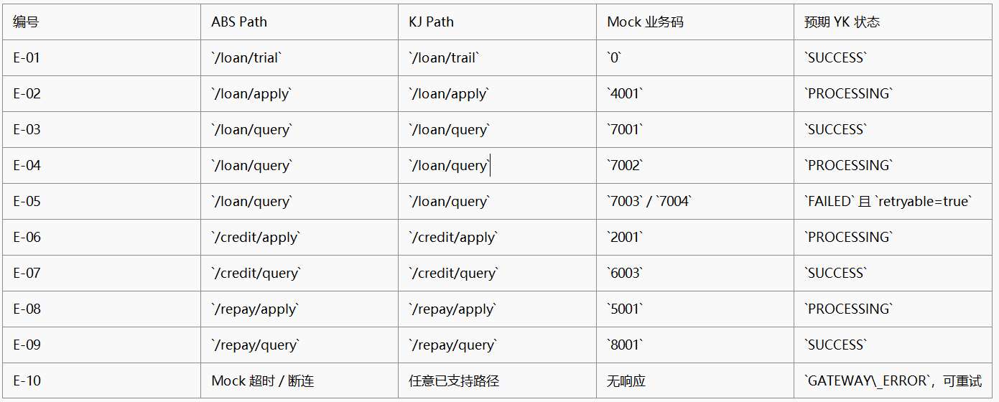 编号 ABS Path KJ Path Mock 业务码 预期 YK 状态
E-01 `/loan/trial` `/loan/trail` `0` `SUCCESS`
E-02 `/loan/apply` `/loan/apply` `4001` `PROCESSING`
E-03 `/loan/query` `/loan/query` `7001` `SUCCESS`
E-04 `/loan/query` `/loan/query` `7002` `PROCESSING`
E-05 `/loan/query` `/loan/query` `7003` / `7004` `FAILED` 且 `retryable=true`
E-06 `/credit/apply` `/credit/apply` `2001` `PROCESSING`
E-07 `/credit/query` `/credit/query` `6003` `SUCCESS`
E-08 `/repay/apply` `/repay/apply` `5001` `PROCESSING`
E-09 `/repay/query` `/repay/query` `8001` `SUCCESS`
E-10 Mock 超时 / 断连 任意已支持路径 无响应 `GATEWAY\_ERROR`，可重试